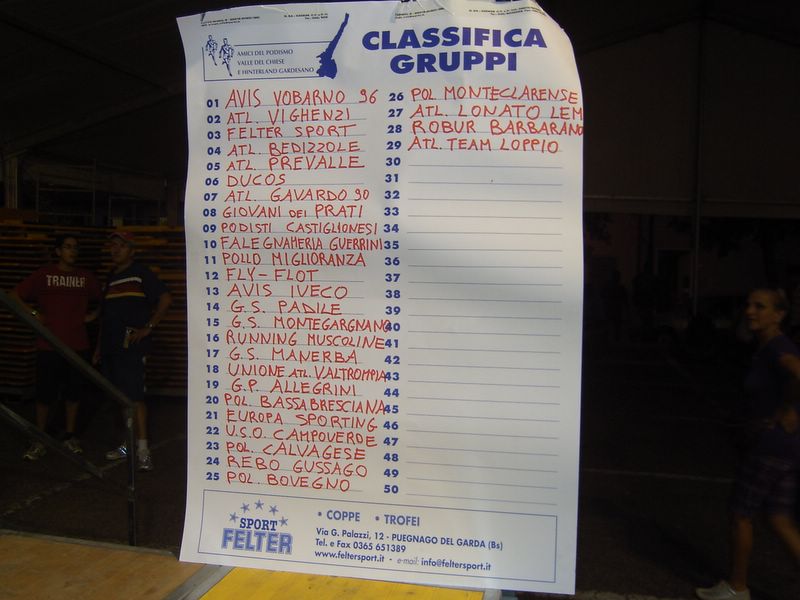 AMICI DEL PODISMO
VALLE DEL CHIESE
E HINTERLAND GARDESANO
CLASSIFICA
GRUPPI
01 AVIS VOBARNO 96
02 ATL. VIGHENZI
03 FELTER SPORT
04 ATL. BEDIZZOLE
05 ATL. PREVALLE
06 DUCOS
07 ATL. GAVARDO 90
08 GIOVANI DEI PRATI
09 PODISTI CASTIGLIONESI
10 FALEGNAMERIA GUERRINI
11 POLLO MIGLIORANZA
12 FLY-FLOT
13 AVIS IVECO
14 G.S. PADILE
15 G.S. MONTEGARGNANO
16 RUNNING MUSCOLINE
17 G.S. MANERBA
18 UNIONE ATL. VALTROMPIA
19 G.P. ALLEGRINI
20 POL. BASSABRESCIANA
21 EUROPA SPORTING
22 U.S.O. CAMPOVERDE
23 POL. CALVAGESE
24 REBO GUSSAGO
25 POL. BOVEGNO
26 POL MONTECLARENSE
27 ATL. LONATO LEM
28 ROBUR BARBARANO
29 ATL. TEAM LOPPIO
30
31
32
33
34
35
36
37
38
39
40
41
42
43
44
45
46
47
48
49
50
SPORT
FELTER
• COPPE • TROFEI
Via G. Palazzi, 12 - PUEGNAGO DEL GARDA (Bs)
Tel. e Fax 0365 651389
www.feltersport.it - e-mail: info@feltersport.it
TRAINER